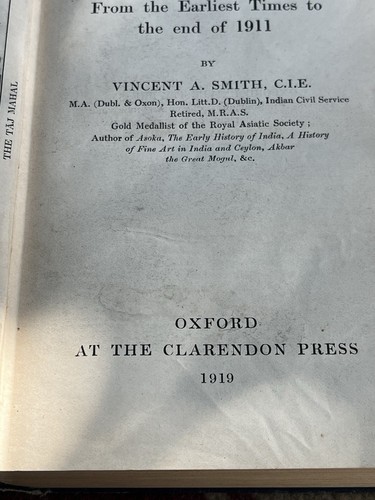 From the Earliest Times to
the end of 1911
BY
VINCENT A. SMITH, C.I.E.
M.A. (Dubl. & Oxon), Hon. Litt.D. (Dublin), Indian Civil Service
Retired, M.R.A.S.
Gold Medallist of the Royal Asiatic Society ;
Author of Asoka, The Early History of India, A History
of Fine Art in India and Ceylon, Akbar
the Great Mogul, &c.
OXFORD
AT THE CLARENDON PRESS
1919
THE TĀJ MAHAL